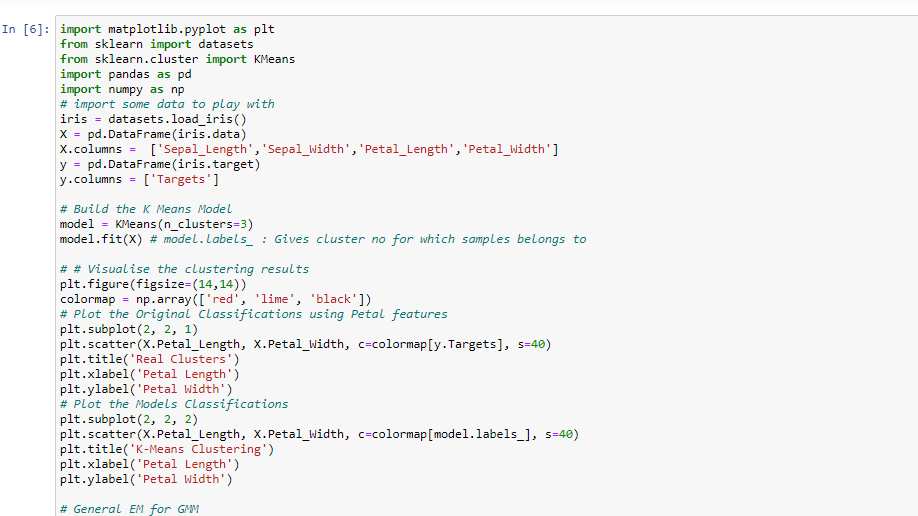 In [6]: import matplotlib.pyplot as plt
from sklearn import datasets
from sklearn.cluster import KMeans
import pandas as pd
import numpy as np
# import some data to play with
iris = datasets.load_iris()
X = pd.DataFrame(iris.data)
X.columns =  ['Sepal_Length','Sepal_Width','Petal_Length','Petal_Width']
y = pd.DataFrame(iris.target)
y.columns = ['Targets']

# Build the K Means Model
model = KMeans(n_clusters=3)
model.fit(X) # model.labels_ : Gives cluster no for which samples belongs to

# # Visualise the clustering results
plt.figure(figsize=(14,14))
colormap = np.array(['red', 'lime', 'black'])
# Plot the Original Classifications using Petal features
plt.subplot(2, 2, 1)
plt.scatter(X.Petal_Length, X.Petal_Width, c=colormap[y.Targets], s=40)
plt.title('Real Clusters')
plt.xlabel('Petal Length')
plt.ylabel('Petal Width')
# Plot the Models Classifications
plt.subplot(2, 2, 2)
plt.scatter(X.Petal_Length, X.Petal_Width, c=colormap[model.labels_], s=40)
plt.title('K-Means Clustering')
plt.xlabel('Petal Length')
plt.ylabel('Petal Width')

# General EM for GMM